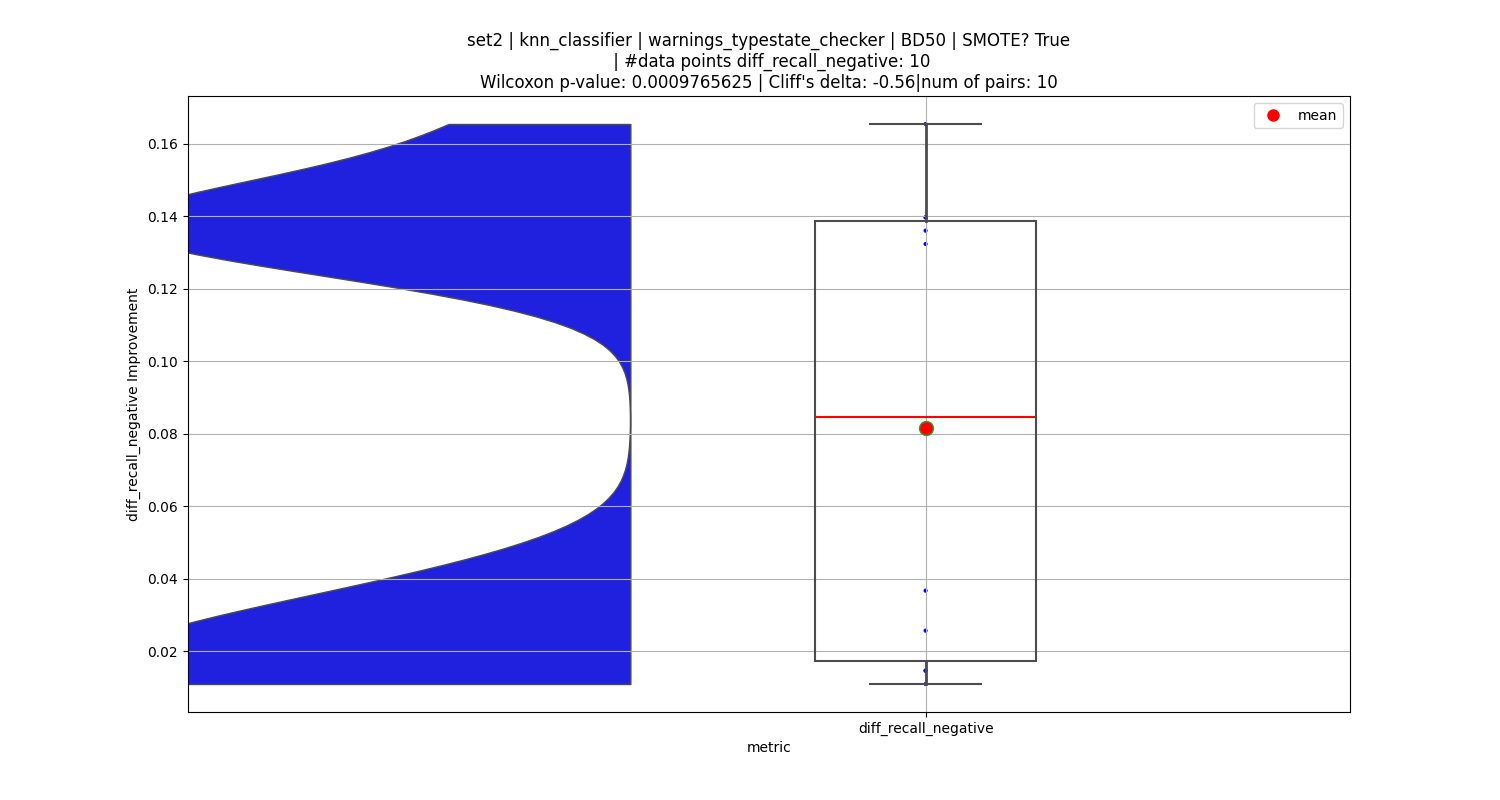 set2 | knn_classifier | warnings_typestate_checker | BD50 | SMOTE? True
| #data points diff_recall_negative: 10
Wilcoxon p-value: 0.0009765625 | Cliff's delta: -0.56|num of pairs: 10
mean
0.16
0.14
0.12
0.10
0.08
0.06
0.04
0.02
diff_recall_negative Improvement
diff_recall_negative
metric